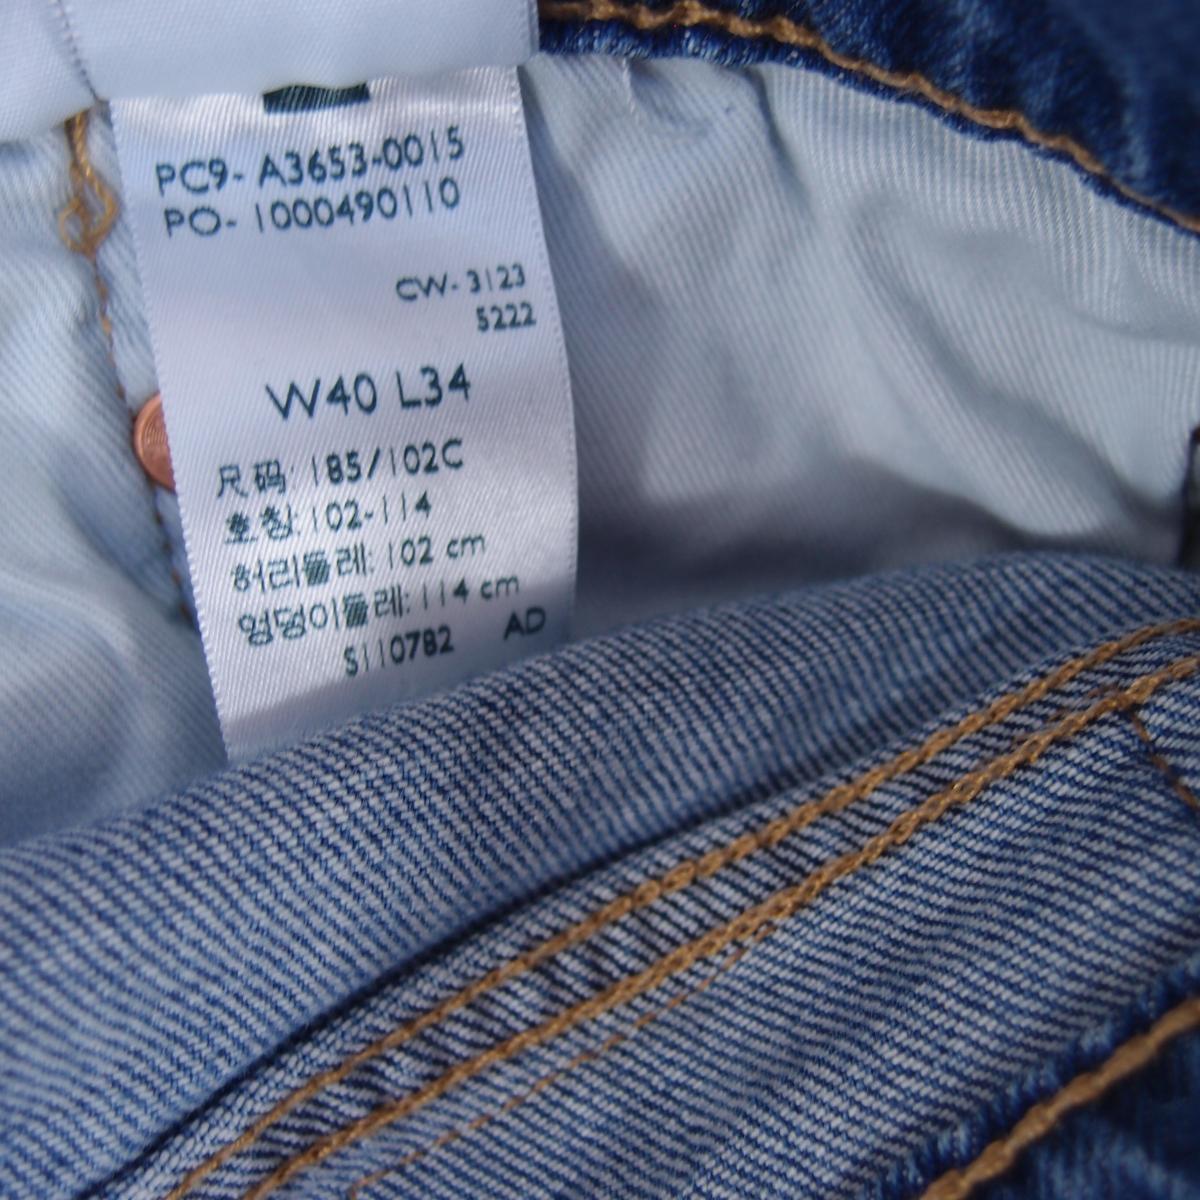 PC9- A3653-0015
PO- 1000490110
CW- 3123
5222
W40 L34
尺码: 185/102C
호칭: 102-114
허리둘레: 102 cm
엉덩이둘레: 114 cm
S110782 AD